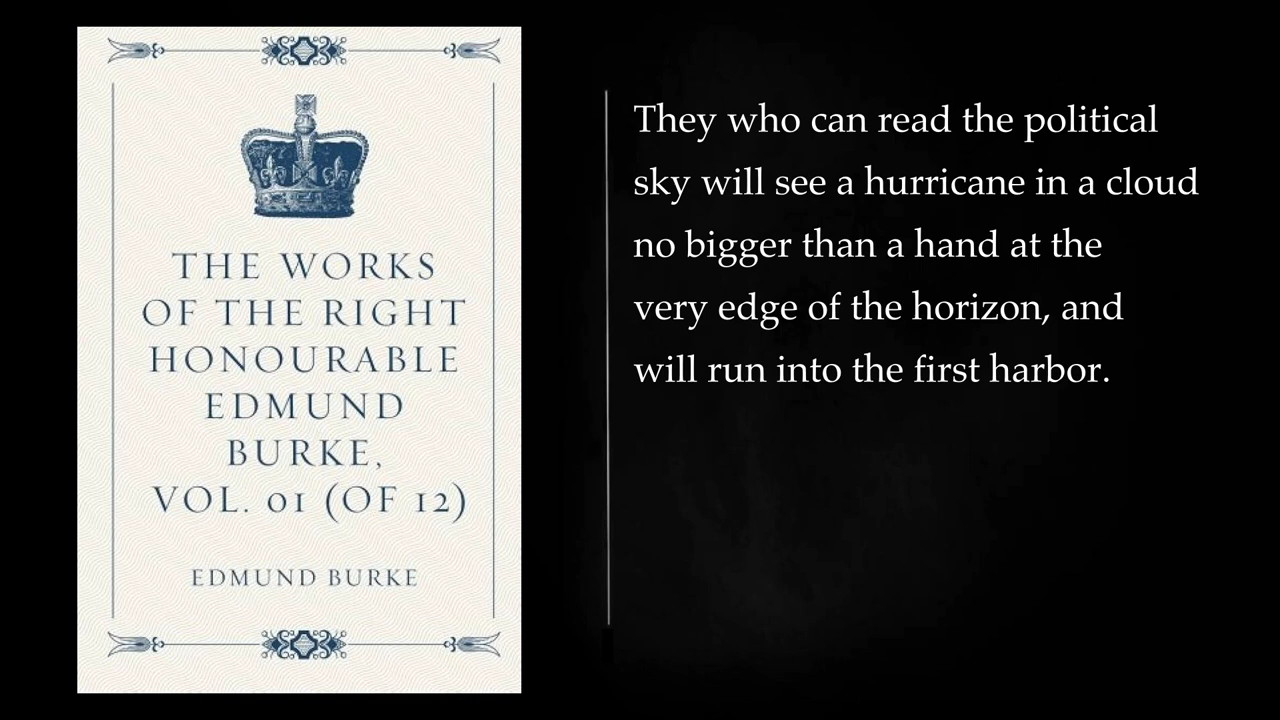 THE WORKS
OF THE RIGHT
HONOURABLE
EDMUND
BURKE,
VOL. 01 (OF 12)
EDMUND BURKE
They who can read the political
sky will see a hurricane in a cloud
no bigger than a hand at the
very edge of the horizon, and
will run into the first harbor.